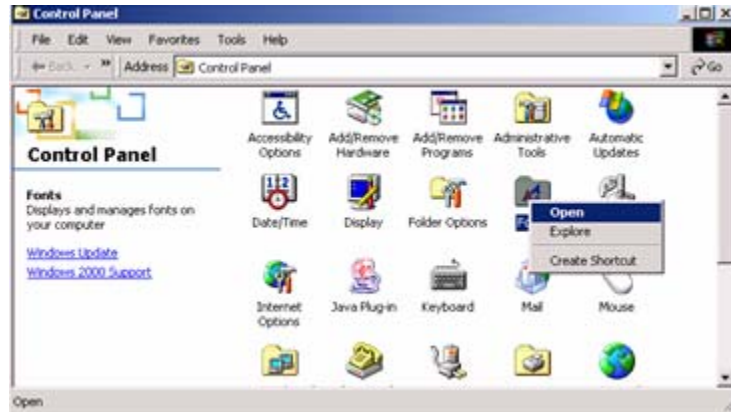 Control Panel
File Edit View Favorites Tools Help
Back Address Control Panel Go
Control Panel
Fonts
Displays and manages fonts on
your computer
Windows Update
Windows 2000 Support
Accessibility
Options
Add/Remove
Hardware
Add/Remove
Programs
Administrative
Tools
Automatic
Updates
Date/Time
Display
Folder Options
Open
Explore
Create Shortcut
Internet
Options
Java Plug-in
Keyboard
Mail
Mouse
Open